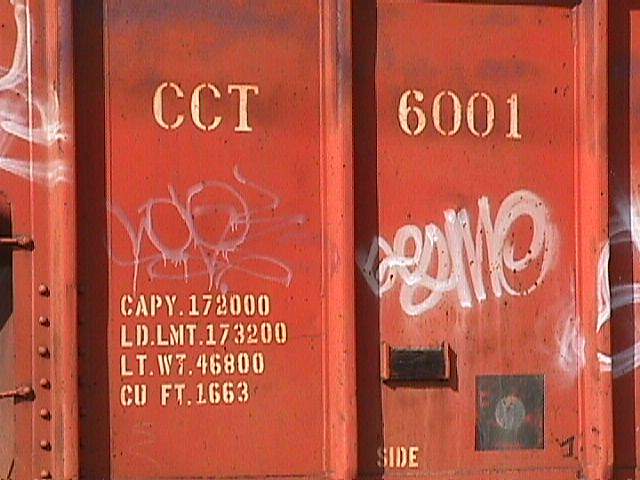 CCT 6001
CAPY.172000
LD.LMT.173200
LT.WT.46800
CU FT.1663
SIDE